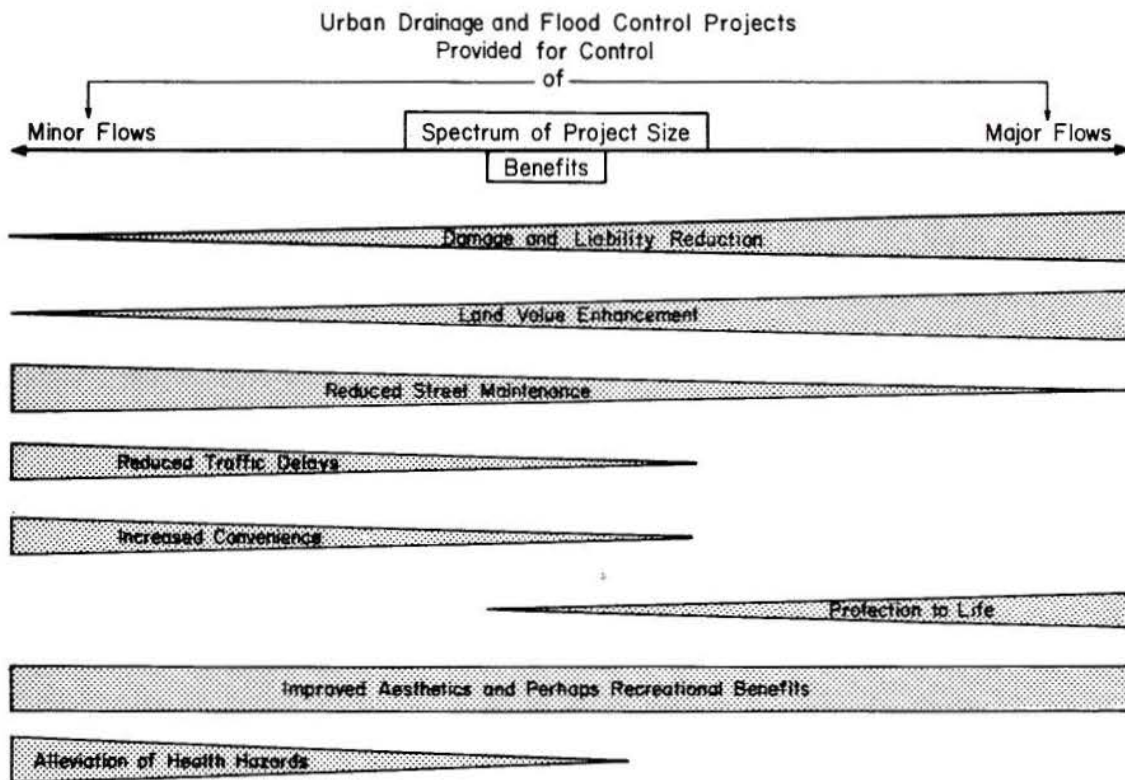 Urban Drainage and Flood Control Projects
Provided for Control
of
Minor Flows
Spectrum of Project Size
Major Flows
Benefits
Damage and Liability Reduction
Land Value Enhancement
Reduced Street Maintenance
Reduced Traffic Delays
Increased Convenience
Protection to Life
Improved Aesthetics and Perhaps Recreational Benefits
Alleviation of Health Hazards